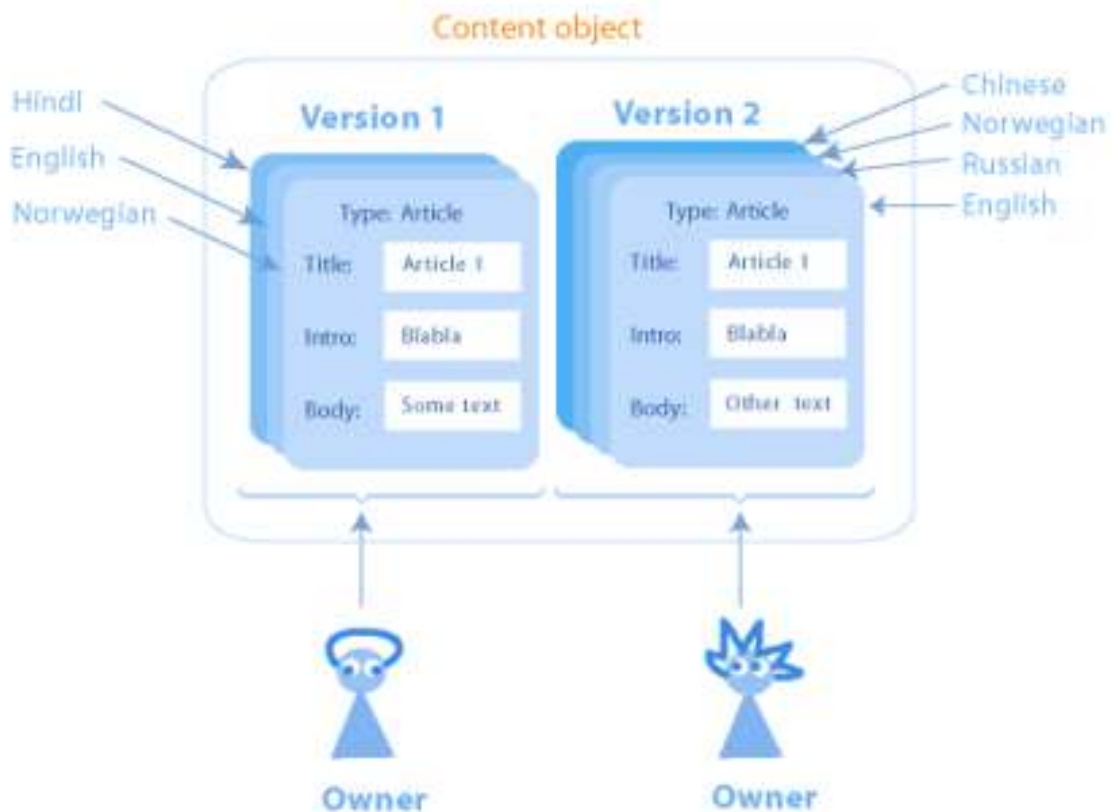 Content object
Hindi
English
Norwegian
Version 1
Type: Article
Title: Article 1
Intro: Blabla
Body: Some text
Version 2
Type: Article
Title: Article 1
Intro: Blabla
Body: Other text
Chinese
Norwegian
Russian
English
Owner
Owner